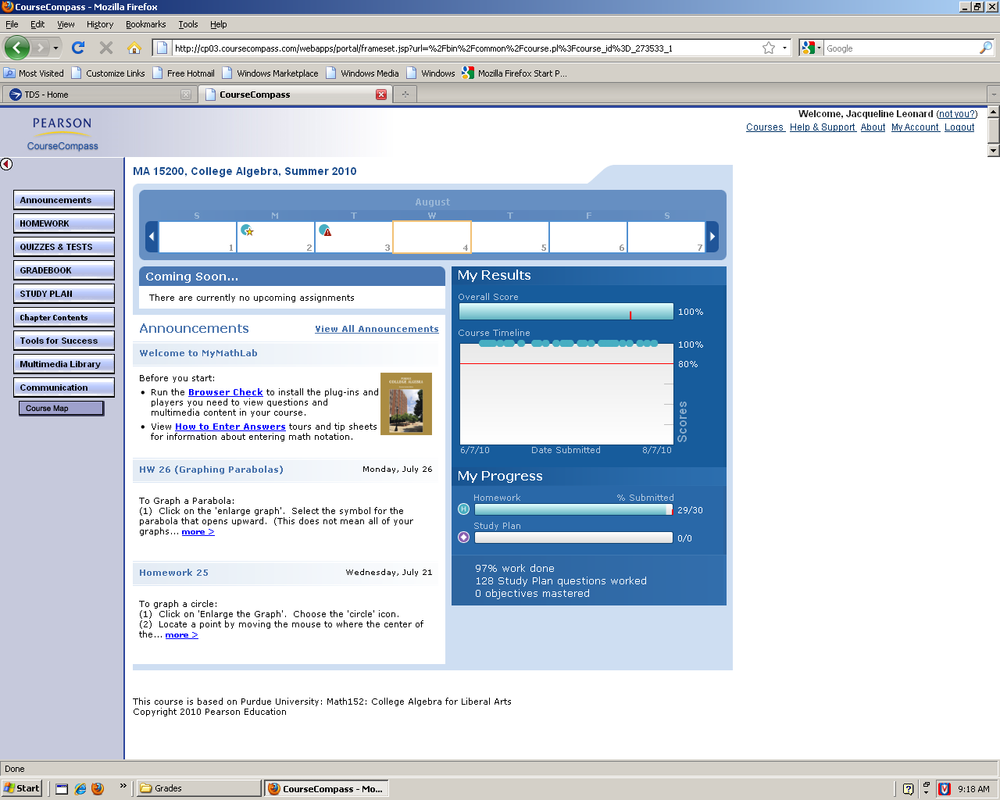 CourseCompass - Mozilla Firefox
File Edit View History Bookmarks Tools Help
http://cp03.coursecompass.com/webapps/portal/frameset.jsp?url=%2Fbin%2Fcommon%2Fcourse.pl%3Fcourse_id%3D_273533_1
Google
Most Visited Customize Links Free Hotmail Windows Marketplace Windows Media Windows Mozilla Firefox Start P...
TDS - Home CourseCompass
PEARSON
CourseCompass
Welcome, Jacqueline Leonard (not you?)
Courses Help & Support About My Account Logout
Announcements
HOMEWORK
QUIZZES & TESTS
GRADEBOOK
STUDY PLAN
Chapter Contents
Tools for Success
Multimedia Library
Communication
Course Map
MA 15200, College Algebra, Summer 2010
August
S M T W T F S
1 2 3 4 5 6 7
Coming Soon...
There are currently no upcoming assignments
Announcements View All Announcements
Welcome to MyMathLab
Before you start:
• Run the Browser Check to install the plug-ins and
players you need to view questions and
multimedia content in your course.
• View How to Enter Answers tours and tip sheets
for information about entering math notation.
COLLEGE ALGEBRA
HW 26 (Graphing Parabolas) Monday, July 26
To Graph a Parabola:
(1) Click on the 'enlarge graph'. Select the symbol for the
parabola that opens upward. (This does not mean all of your
graphs... more >
Homework 25 Wednesday, July 21
To graph a circle:
(1) Click on 'Enlarge the Graph'. Choose the 'circle' icon.
(2) Locate a point by moving the mouse to where the center of
the... more >
My Results
Overall Score
100%
Course Timeline
100%
80%
Scores
6/7/10 Date Submitted 8/7/10
My Progress
Homework % Submitted
H 29/30
Study Plan
0/0
97% work done
128 Study Plan questions worked
0 objectives mastered
This course is based on Purdue University: Math152: College Algebra for Liberal Arts
Copyright 2010 Pearson Education
Done
Start Grades CourseCompass - Mo... 9:18 AM